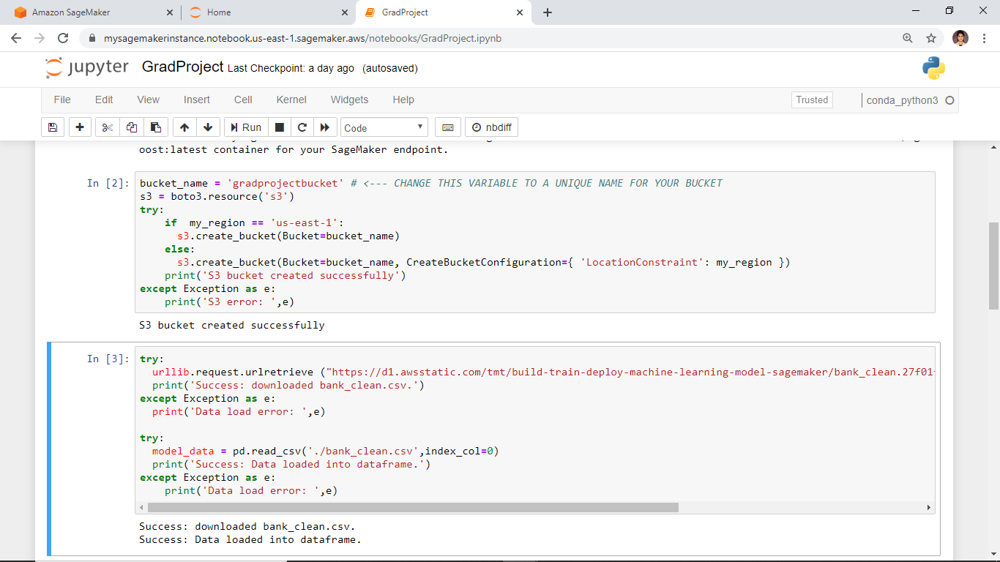 Amazon SageMaker
Home
GradProject
mysagemakerinstance.notebook.us-east-1.sagemaker.aws/notebooks/GradProject.ipynb
jupyter GradProject Last Checkpoint: a day ago (autosaved)
File Edit View Insert Cell Kernel Widgets Help Trusted conda_python3
Run Code nbdiff
oost:latest container for your SageMaker endpoint.
In [2]: bucket_name = 'gradprojectbucket' # <--- CHANGE THIS VARIABLE TO A UNIQUE NAME FOR YOUR BUCKET
s3 = boto3.resource('s3')
try:
    if  my_region == 'us-east-1':
      s3.create_bucket(Bucket=bucket_name)
    else:
      s3.create_bucket(Bucket=bucket_name, CreateBucketConfiguration={ 'LocationConstraint': my_region })
    print('S3 bucket created successfully')
except Exception as e:
    print('S3 error: ',e)
S3 bucket created successfully
In [3]: try:
  urllib.request.urlretrieve ("https://d1.awsstatic.com/tmt/build-train-deploy-machine-learning-model-sagemaker/bank_clean.27f01
  print('Success: downloaded bank_clean.csv.')
except Exception as e:
  print('Data load error: ',e)
try:
  model_data = pd.read_csv('./bank_clean.csv',index_col=0)
  print('Success: Data loaded into dataframe.')
except Exception as e:
    print('Data load error: ',e)
Success: downloaded bank_clean.csv.
Success: Data loaded into dataframe.